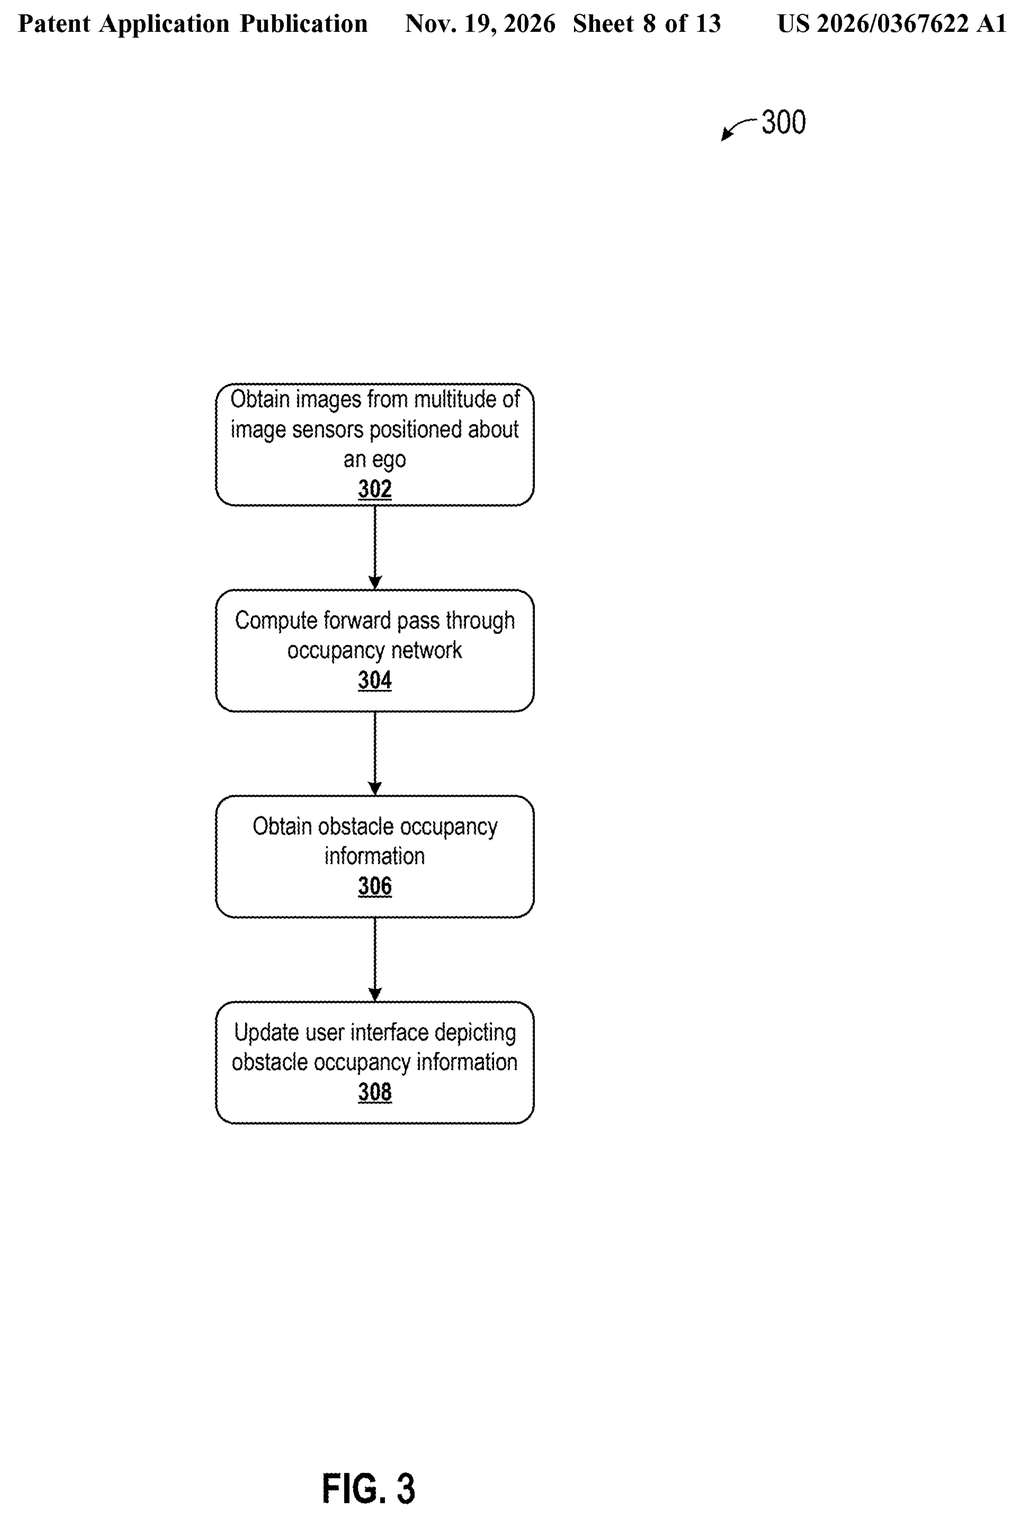 Patent Application Publication Nov. 19, 2026 Sheet 8 of 13 US 2026/0367622 A1
300
Obtain images from multitude of
image sensors positioned about
an ego
302
Compute forward pass through
occupancy network
304
Obtain obstacle occupancy
information
306
Update user interface depicting
obstacle occupancy information
308
FIG. 3